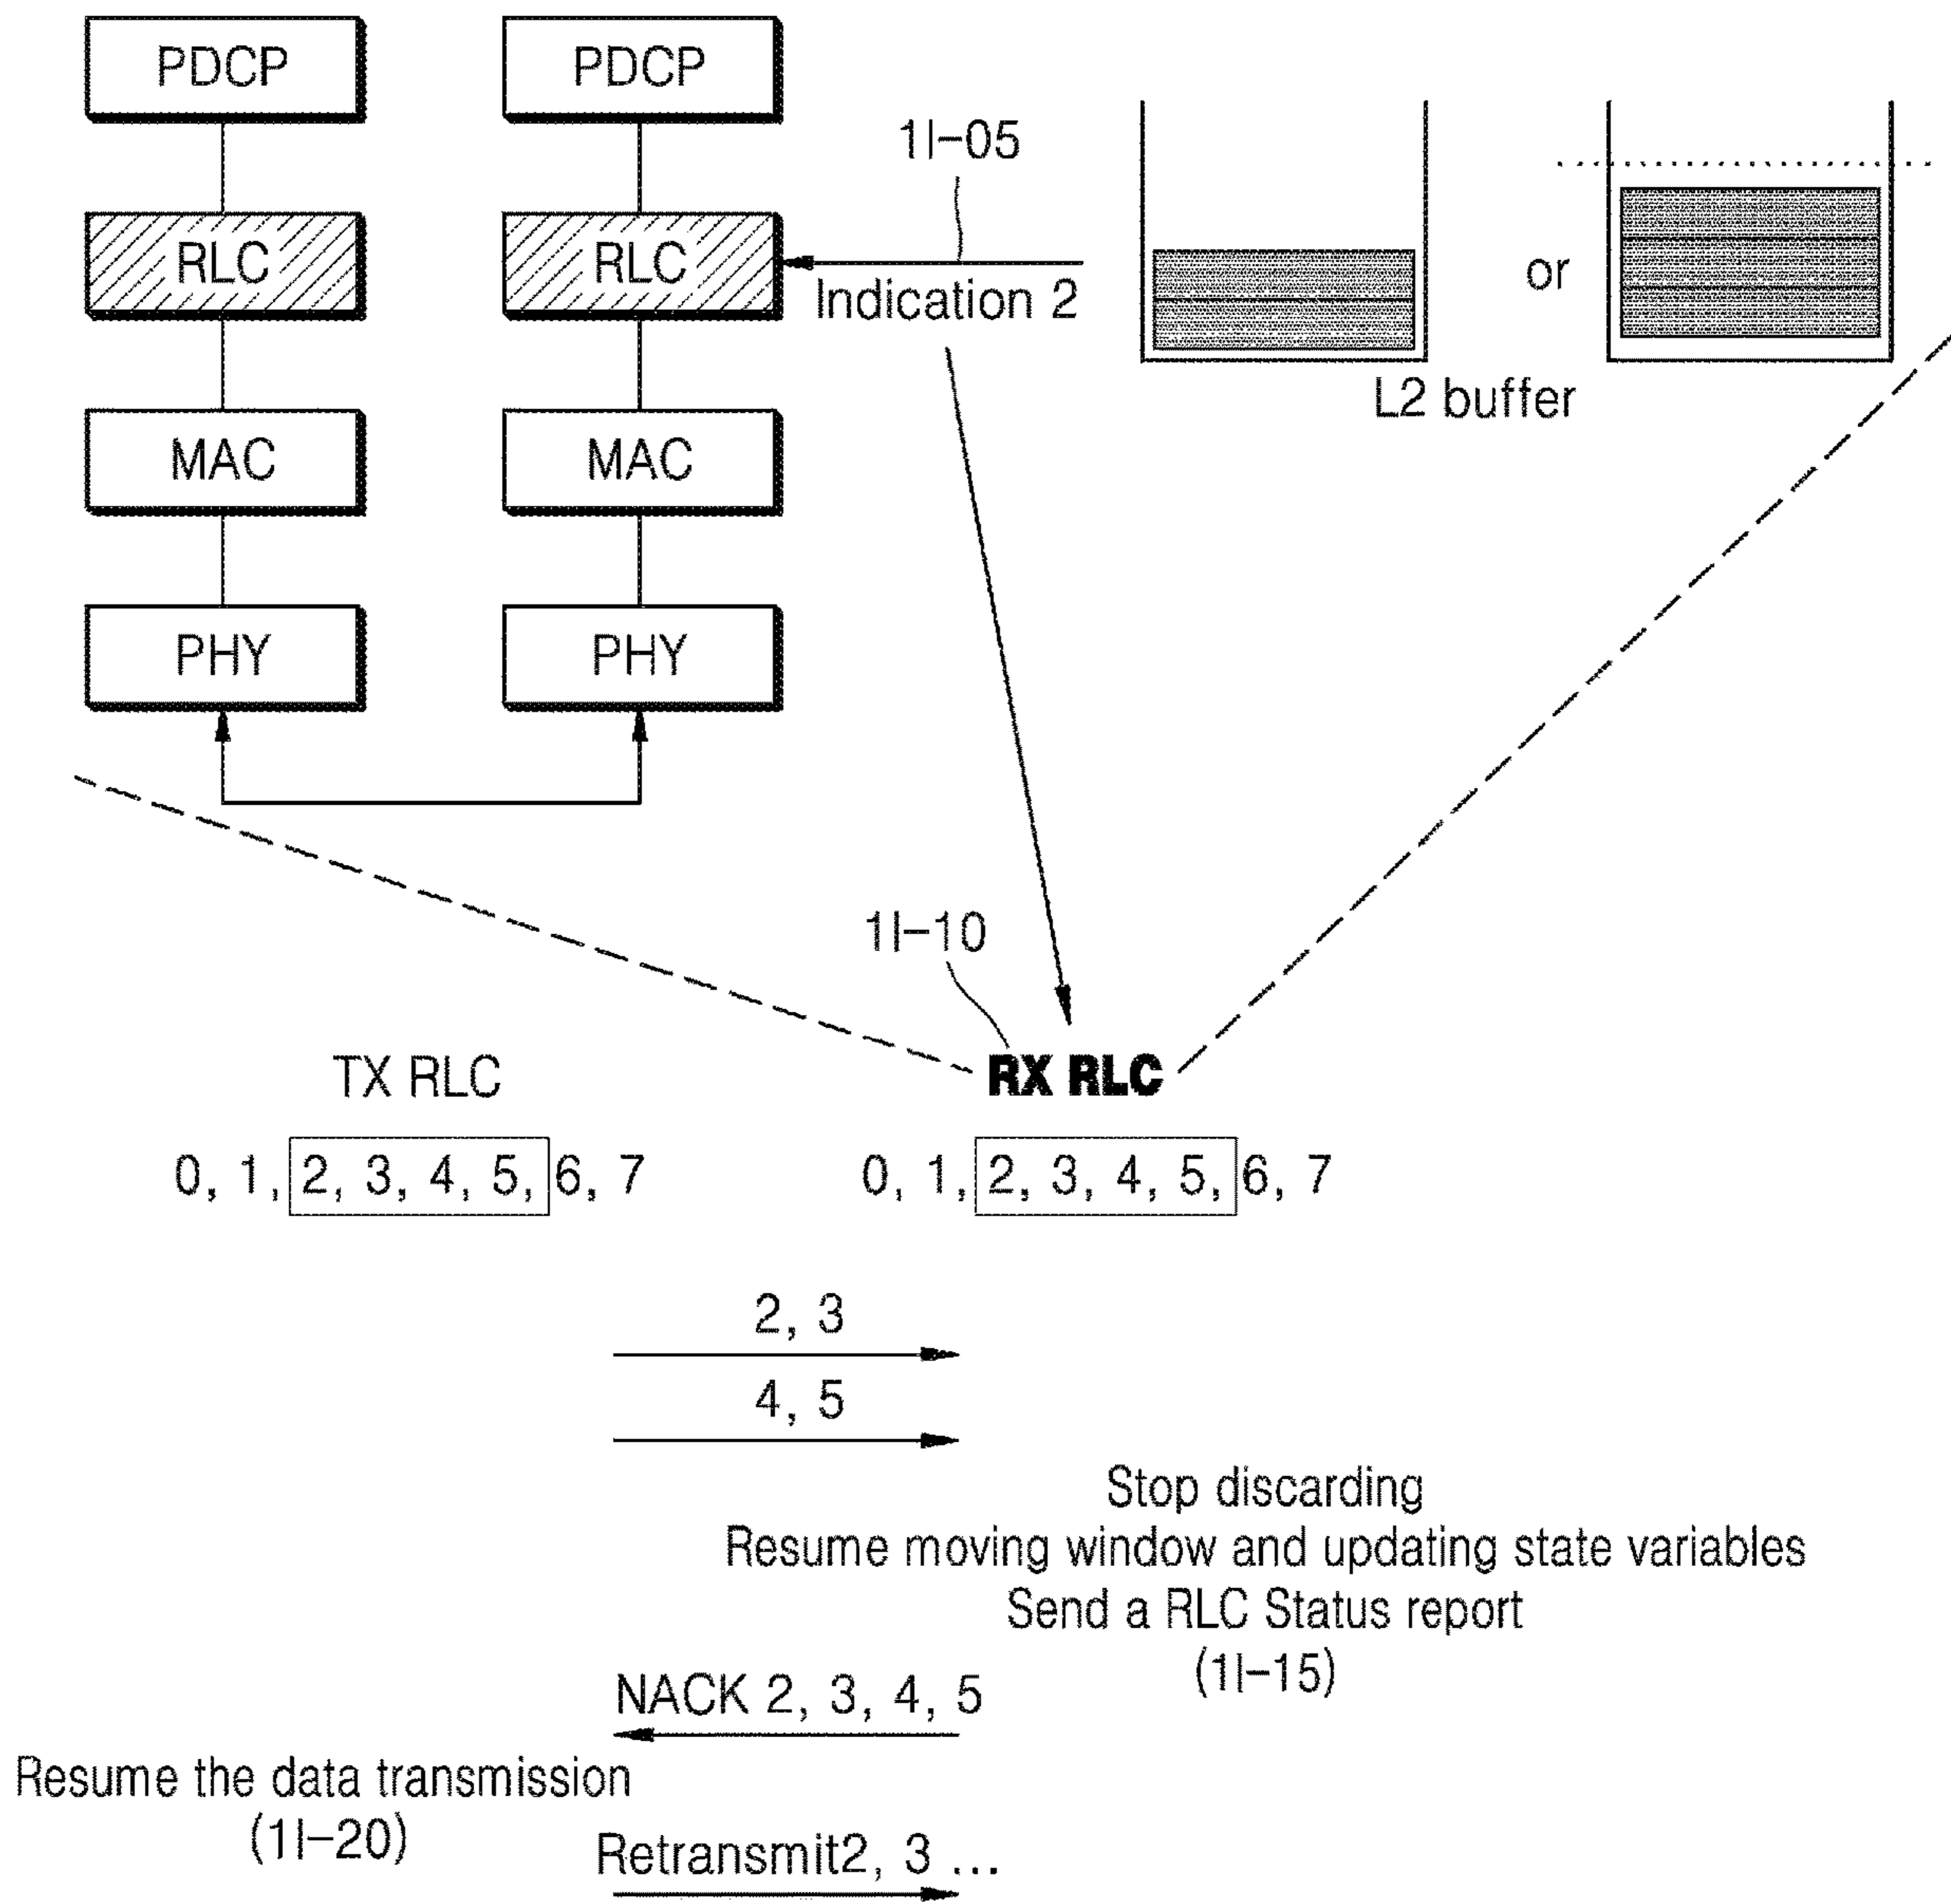 PDCP
PDCP
1l-05
RLC
RLC
Indication 2
or
L2 buffer
MAC
MAC
PHY
PHY
1l-10
TX RLC
RX RLC
0, 1, 2, 3, 4, 5, 6, 7
0, 1, 2, 3, 4, 5, 6, 7
2, 3
4, 5
Stop discarding
Resume moving window and updating state variables
Send a RLC Status report
(1l-15)
NACK 2, 3, 4, 5
Resume the data transmission
(1l-20)
Retransmit2, 3 ...